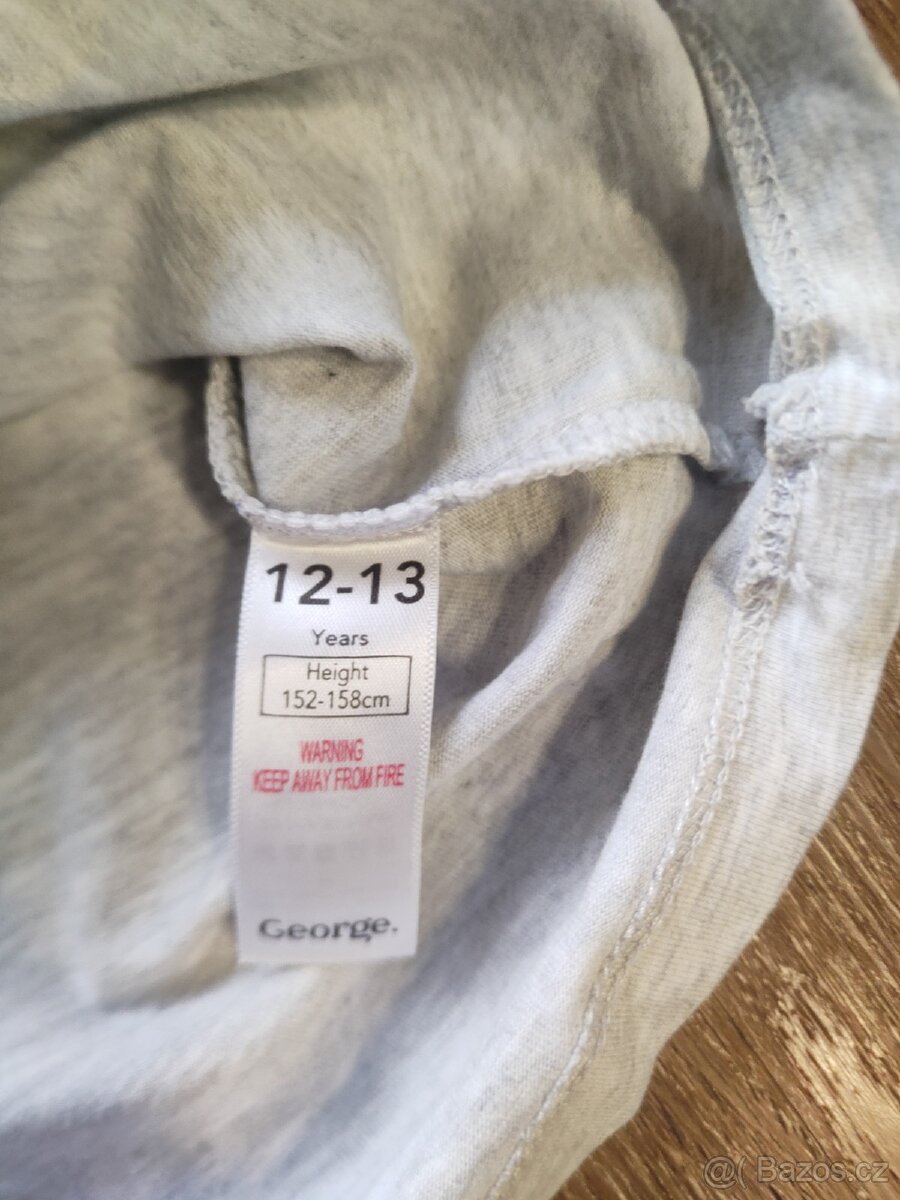 12-13
Years
Height
152-158cm
WARNING
KEEP AWAY FROM FIRE
George.
@( Bazos.cz